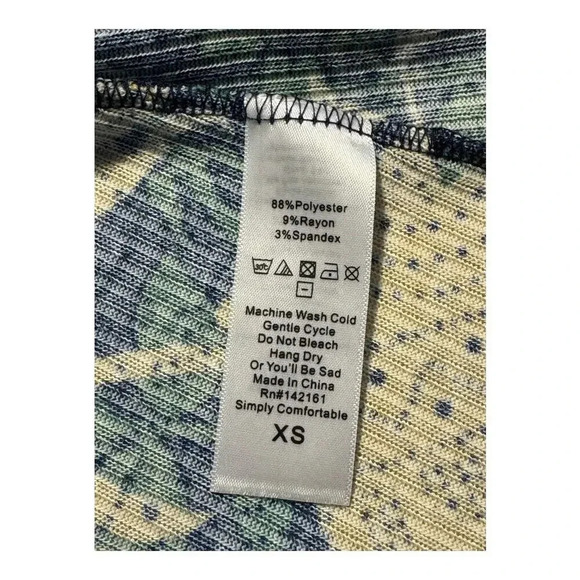 88%Polyester
9%Rayon
3%Spandex
30°C
Machine Wash Cold
Gentle Cycle
Do Not Bleach
Hang Dry
Or You'll Be Sad
Made In China
Rn#142161
Simply Comfortable
XS